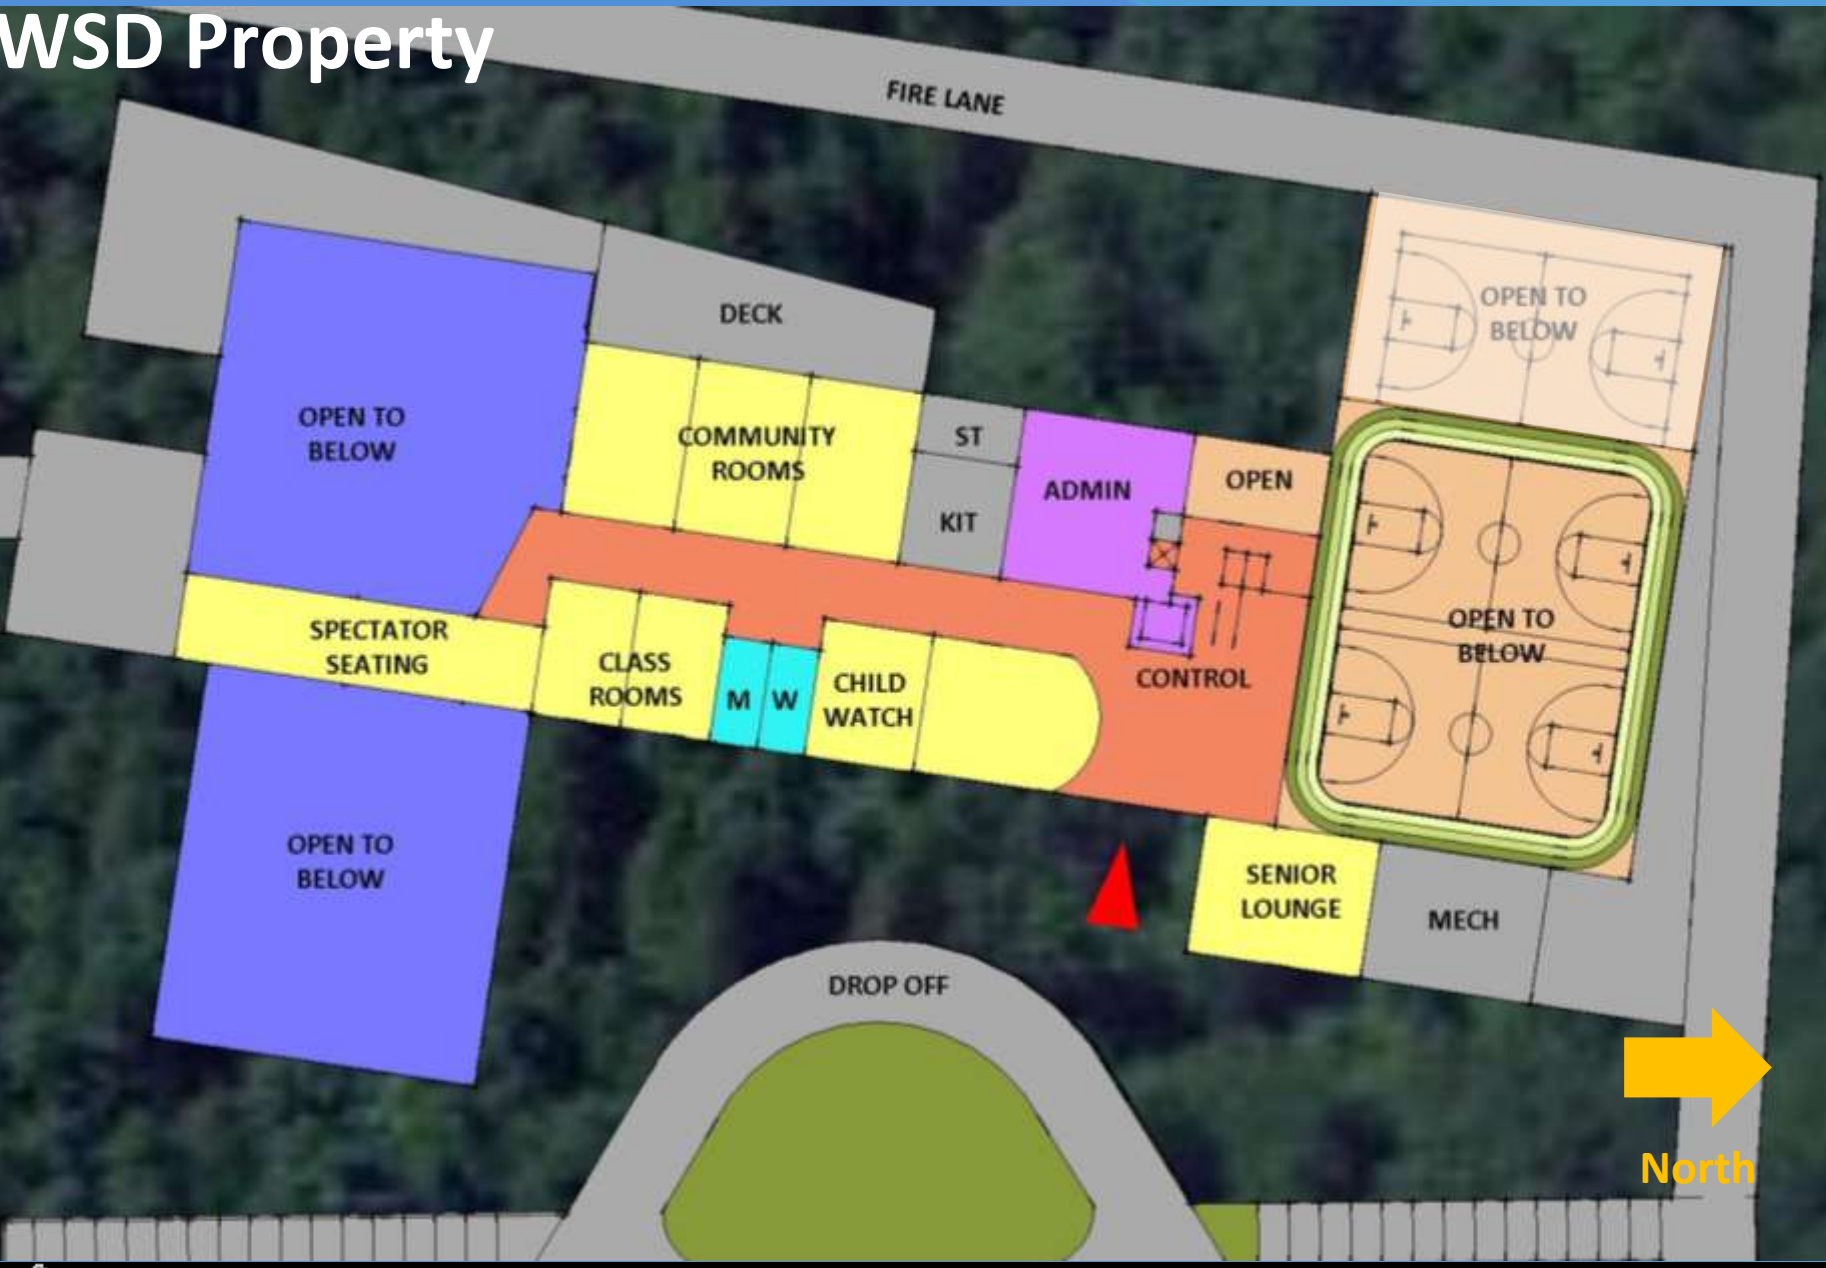 WSD Property
FIRE LANE
OPEN TO
BELOW
DECK
OPEN TO
BELOW
COMMUNITY
ROOMS
ST
KIT
ADMIN
OPEN
SPECTATOR
SEATING
CLASS
ROOMS
M
W
CHILD
WATCH
CONTROL
OPEN TO
BELOW
OPEN TO
BELOW
SENIOR
LOUNGE
MECH
DROP OFF
North